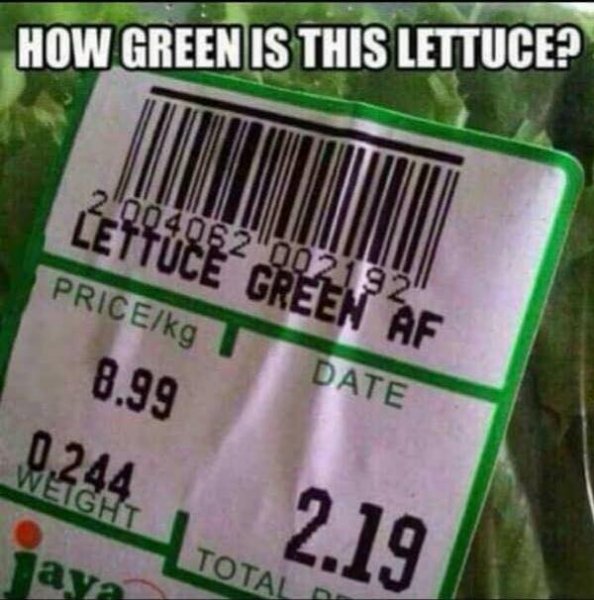 HOW GREEN IS THIS LETTUCE?
2 004062 002192
LETTUCE GREEN AF
PRICE/kg
DATE
8.99
0.244
WEIGHT
2.19
TOTAL
jaya